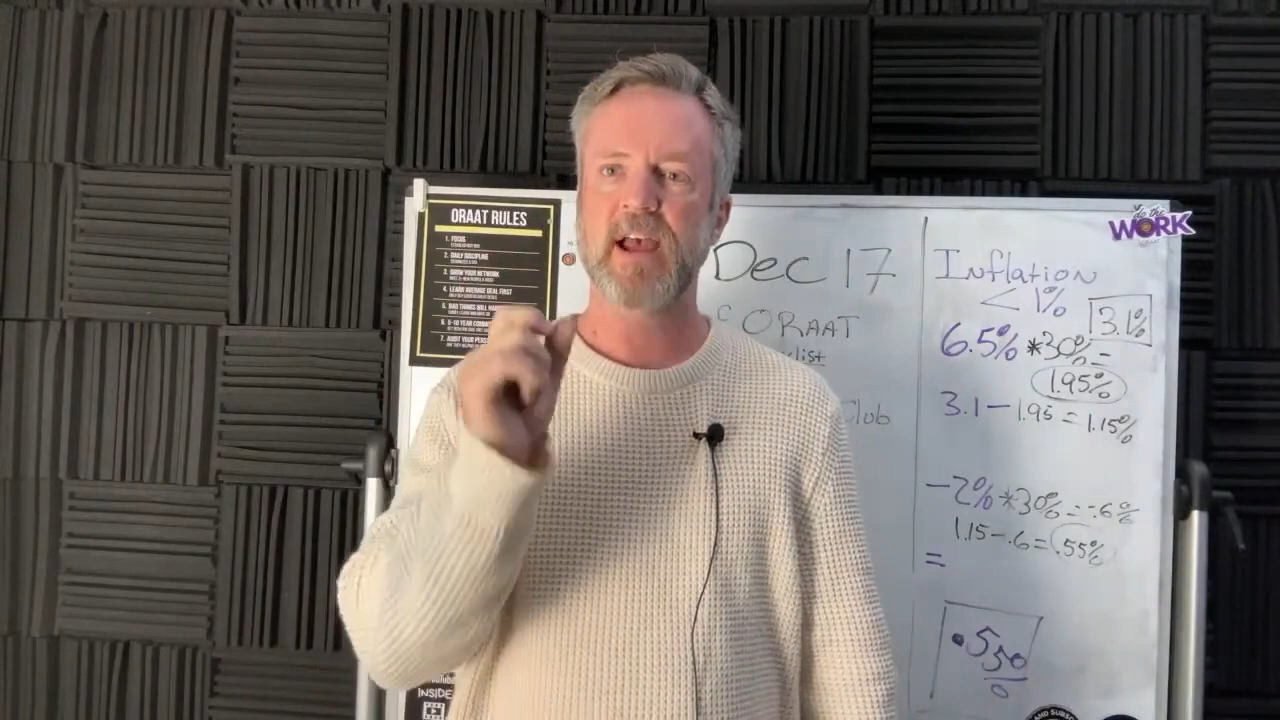 ORAAT RULES
1. FOCUS
2. DAILY DISCIPLINE
3. GROW YOUR NETWORK
4. LEARN AVERAGE DEAL FIRST
5. BAD THINGS WILL
6. 5-10 YEAR
7. AUDIT YOUR
INSIDE
Dec 17
ORAAT
list
Club
do the
WORK
Inflation
< 1%
3.1%
6.5% *30% =
1.95%
3.1 - 1.95 = 1.15%
-2% *30% = -.6%
1.15 - .6 = .55%
=
.55%
AND SUBSC